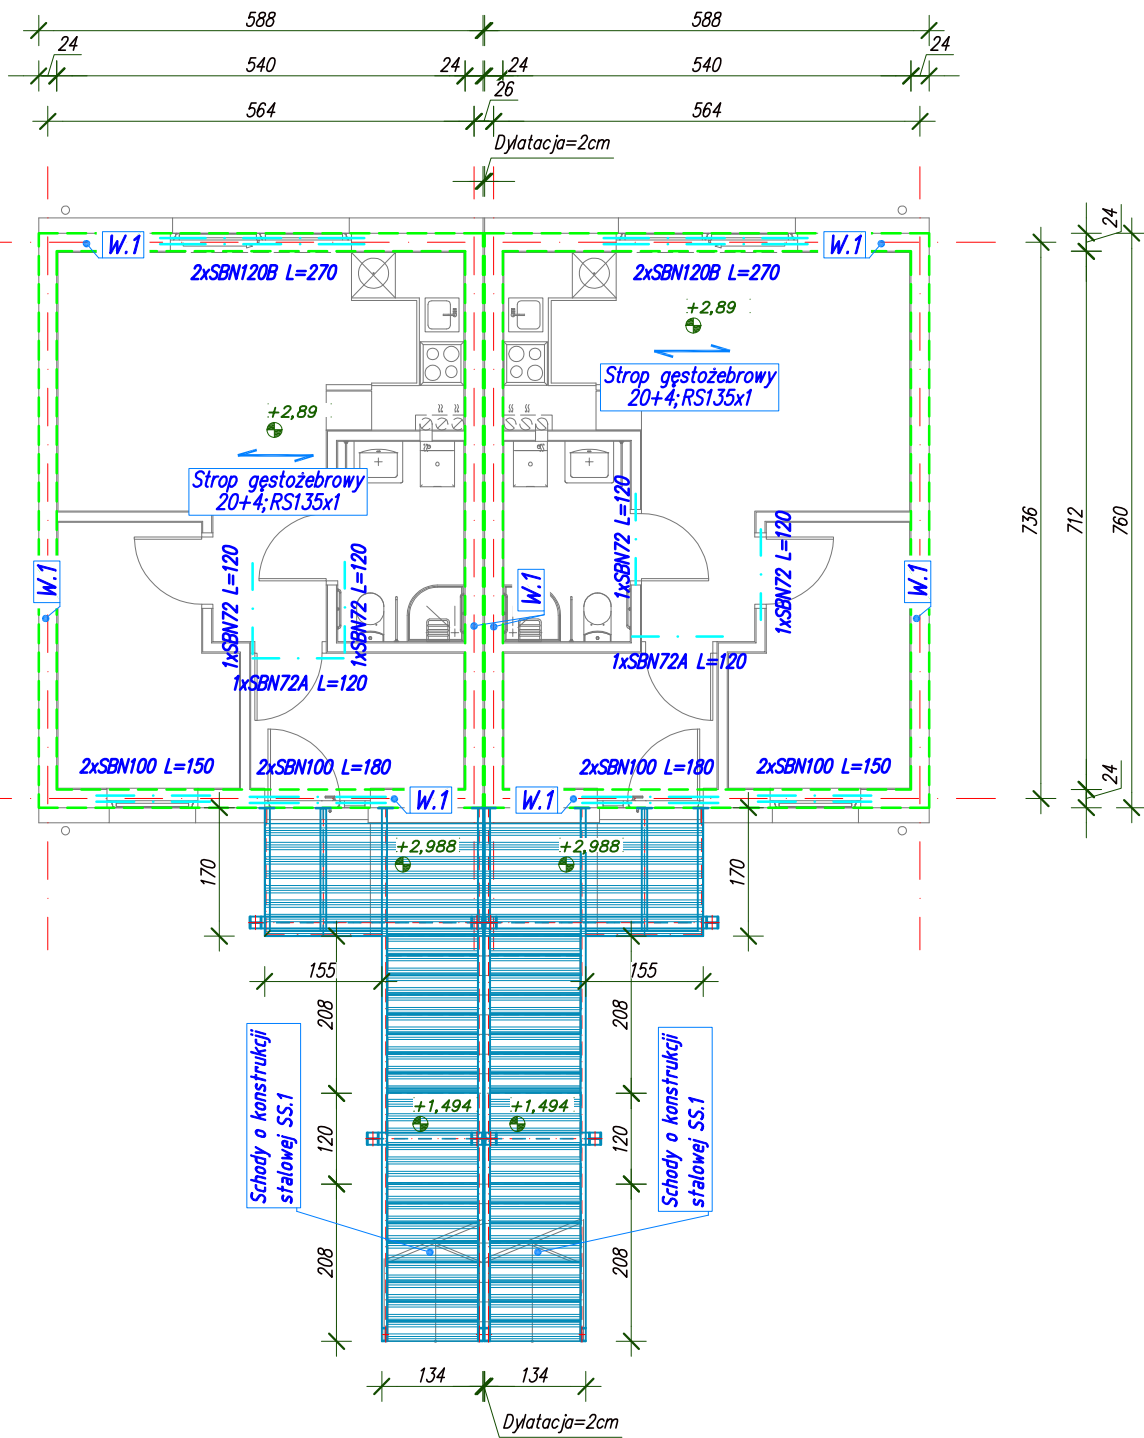 588
588
24
540
24
24
540
24
26
564
564
Dylatacja=2cm
W.1
W.1
2xSBN120B L=270
2xSBN120B L=270
24
+2,89
Strop gęstożebrowy
20+4;RS135x1
+2,89
Strop gęstożebrowy
20+4;RS135x1
736
712
760
1xSBN72 L=120
1xSBN72 L=120
1xSBN72 L=120
1xSBN72 L=120
W.1
W.1
W.1
1xSBN72A L=120
1xSBN72A L=120
2xSBN100 L=150
2xSBN100 L=180
2xSBN100 L=180
2xSBN100 L=150
24
W.1
W.1
+2,988
+2,988
170
170
155
155
208
208
Schody o konstrukcji
stalowej SS.1
Schody o konstrukcji
stalowej SS.1
+1,494
+1,494
120
120
208
208
134
134
Dylatacja=2cm